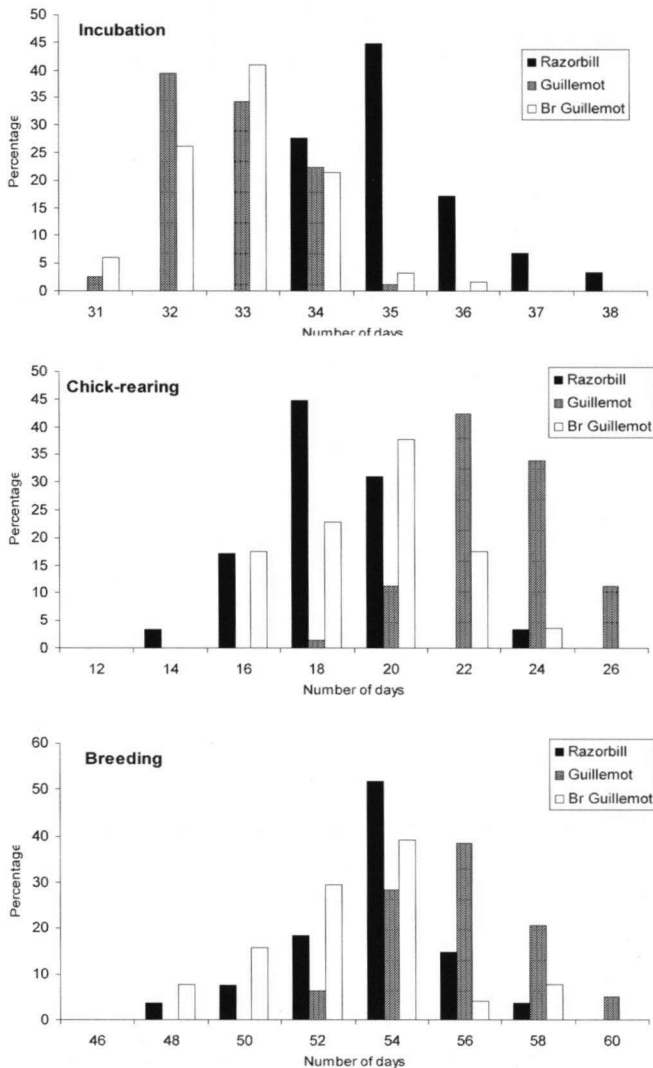 Incubation
Razorbill
Guillemot
Br Guillemot
Percentage
50
45
40
35
30
25
20
15
10
5
0
31 32 33 34 35 36 37 38
Number of days
Chick-rearing
Razorbill
Guillemot
Br Guillemot
Percentage
50
45
40
35
30
25
20
15
10
5
0
12 14 16 18 20 22 24 26
Number of days
Breeding
Razorbill
Guillemot
Br Guillemot
Percentage
60
50
40
30
20
10
0
46 48 50 52 54 56 58 60
Number of days